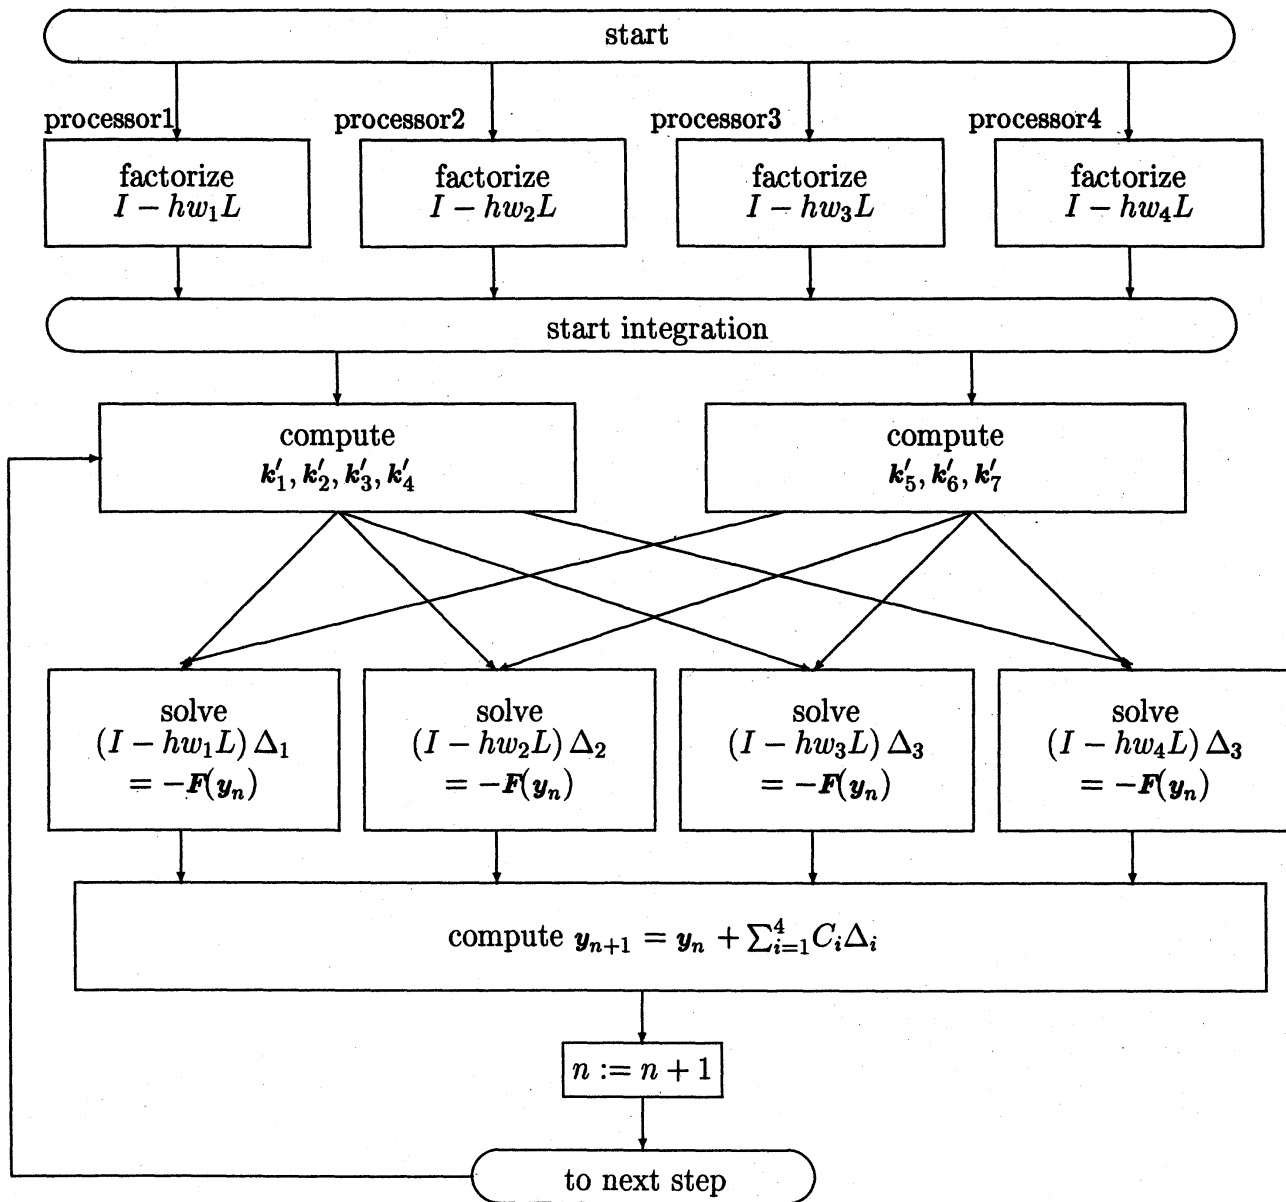 start
processor1 processor2 processor3 processor4
factorize factorize factorize factorize
I − hw₁L I − hw₂L I − hw₃L I − hw₄L
start integration
compute compute
k′₁, k′₂, k′₃, k′₄ k′₅, k′₆, k′₇
solve solve solve solve
(I − hw₁L) Δ₁ (I − hw₂L) Δ₂ (I − hw₃L) Δ₃ (I − hw₄L) Δ₃
= −F(yₙ) = −F(yₙ) = −F(yₙ) = −F(yₙ)
compute yₙ₊₁ = yₙ + ∑⁴ᵢ₌₁ CᵢΔᵢ
n := n + 1
to next step